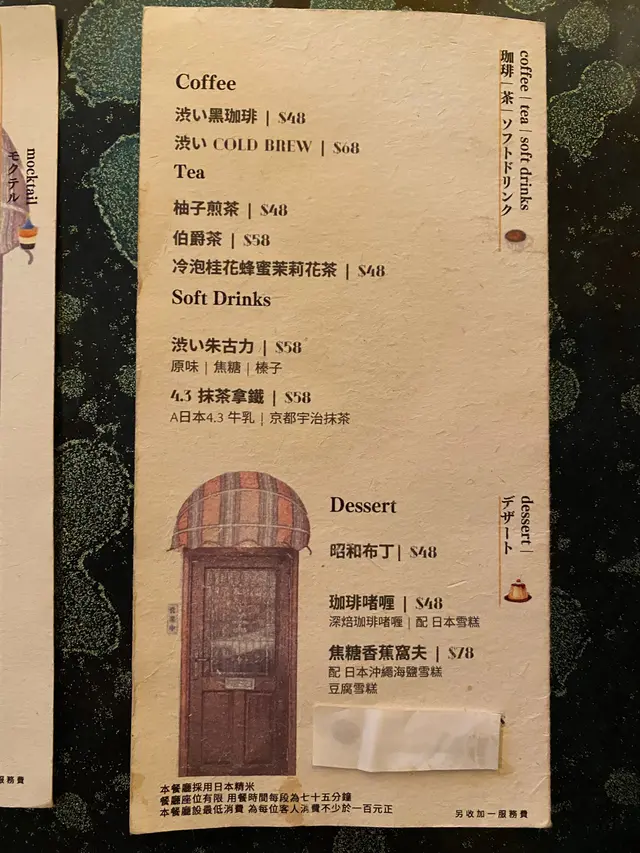 Coffee
渋い黑珈琲 | $48
渋い COLD BREW | $68
Tea
柚子煎茶 | $48
伯爵茶 | $58
冷泡桂花蜂蜜茉莉花茶 | $48
Soft Drinks
渋い朱古力 | $58
原味 | 焦糖 | 榛子
4.3 抹茶拿鐵 | $58
A日本4.3 牛乳 | 京都宇治抹茶
coffee | tea | soft drinks
珈琲 | 茶 | ソフトドリンク
Dessert
昭和布丁 | $48
珈琲啫喱 | $48
深焙珈琲啫喱 | 配 日本雪糕
焦糖香蕉窩夫 | $78
配 日本沖繩海鹽雪糕
豆腐雪糕
dessert |
デザート
営業中
本餐廳採用日本精米
餐廳座位有限 用餐時間每段為七十五分鐘
本餐廳設最低消費 為每位客人消費不少於一百元正
另收加一服務費
mocktail
モクテル
服務費